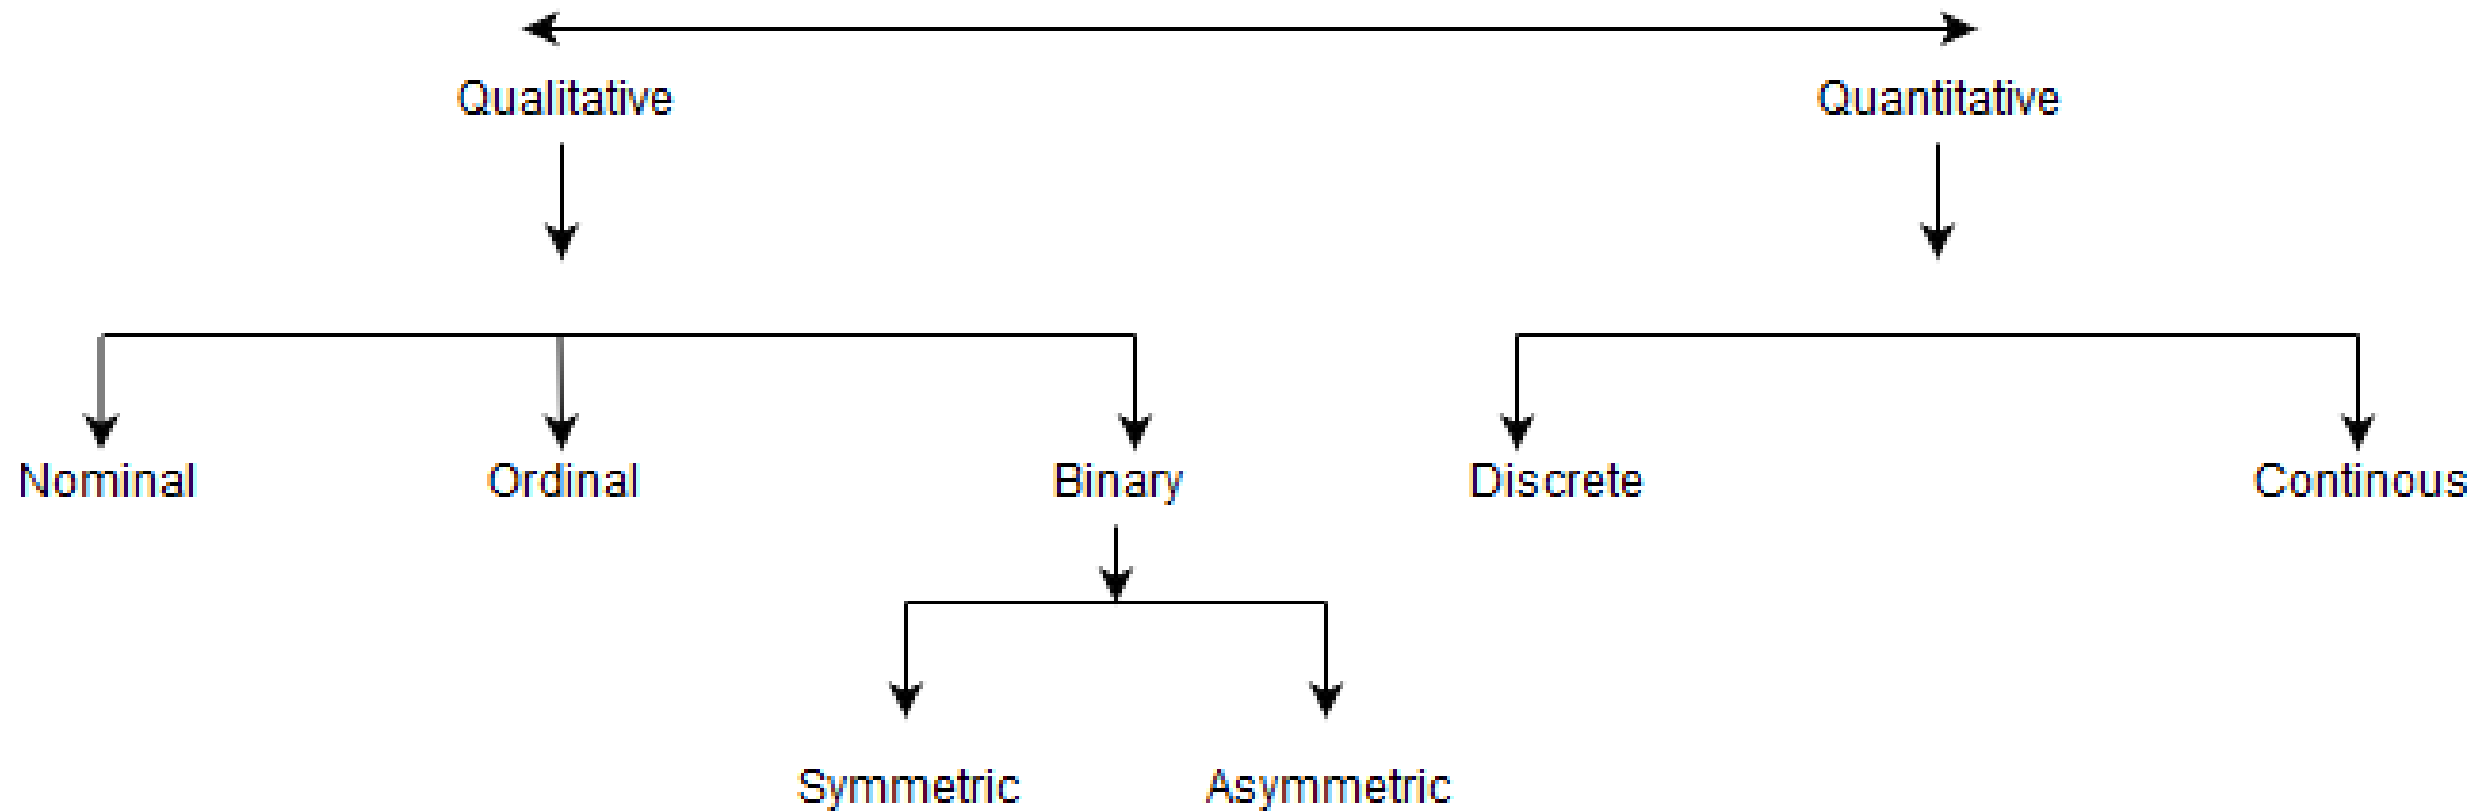 Qualitative Quantitative
Nominal Ordinal Binary Discrete Continous
Symmetric Asymmetric